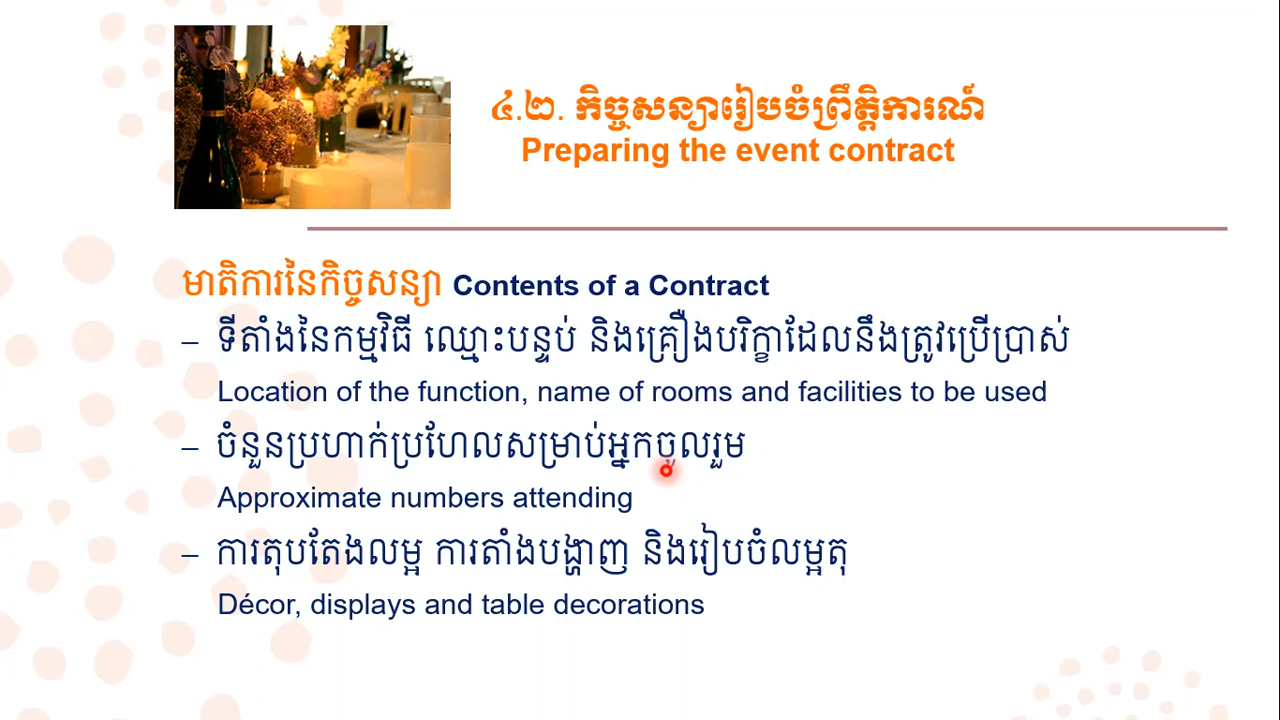 ៤.២. កិច្ចសន្យារៀបចំព្រឹត្តិការណ៍
Preparing the event contract
មាតិការនៃកិច្ចសន្យា Contents of a Contract
– ទីតាំងនៃកម្មវិធី ឈ្មោះបន្ទប់ និងគ្រឿងបរិក្ខាដែលនឹងត្រូវប្រើប្រាស់
Location of the function, name of rooms and facilities to be used
– ចំនួនប្រហាក់ប្រហែលសម្រាប់អ្នកចូលរួម
Approximate numbers attending
– ការតុបតែងលម្អ ការតាំងបង្ហាញ និងរៀបចំលម្អតុ
Décor, displays and table decorations